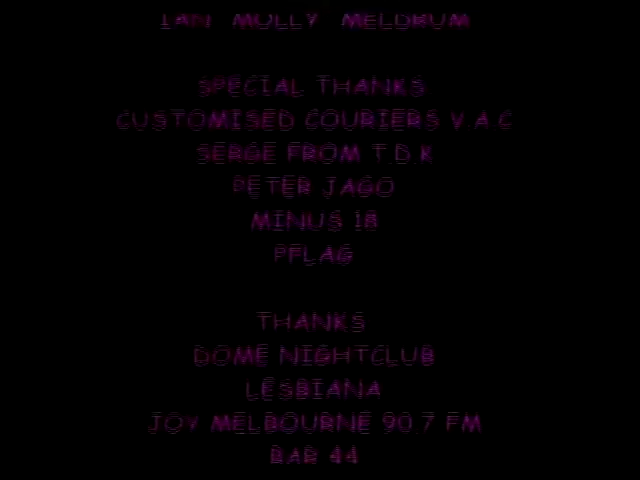 IAN "MOLLY" MELDRUM
SPECIAL THANKS
CUSTOMISED COURIERS V.A.C
SERGE FROM T.D.K
PETER JAGO
MINUS 18
PFLAG
THANKS
DOME NIGHTCLUB
LESBIANA
JOY MELBOURNE 90.7 FM
BAR 44